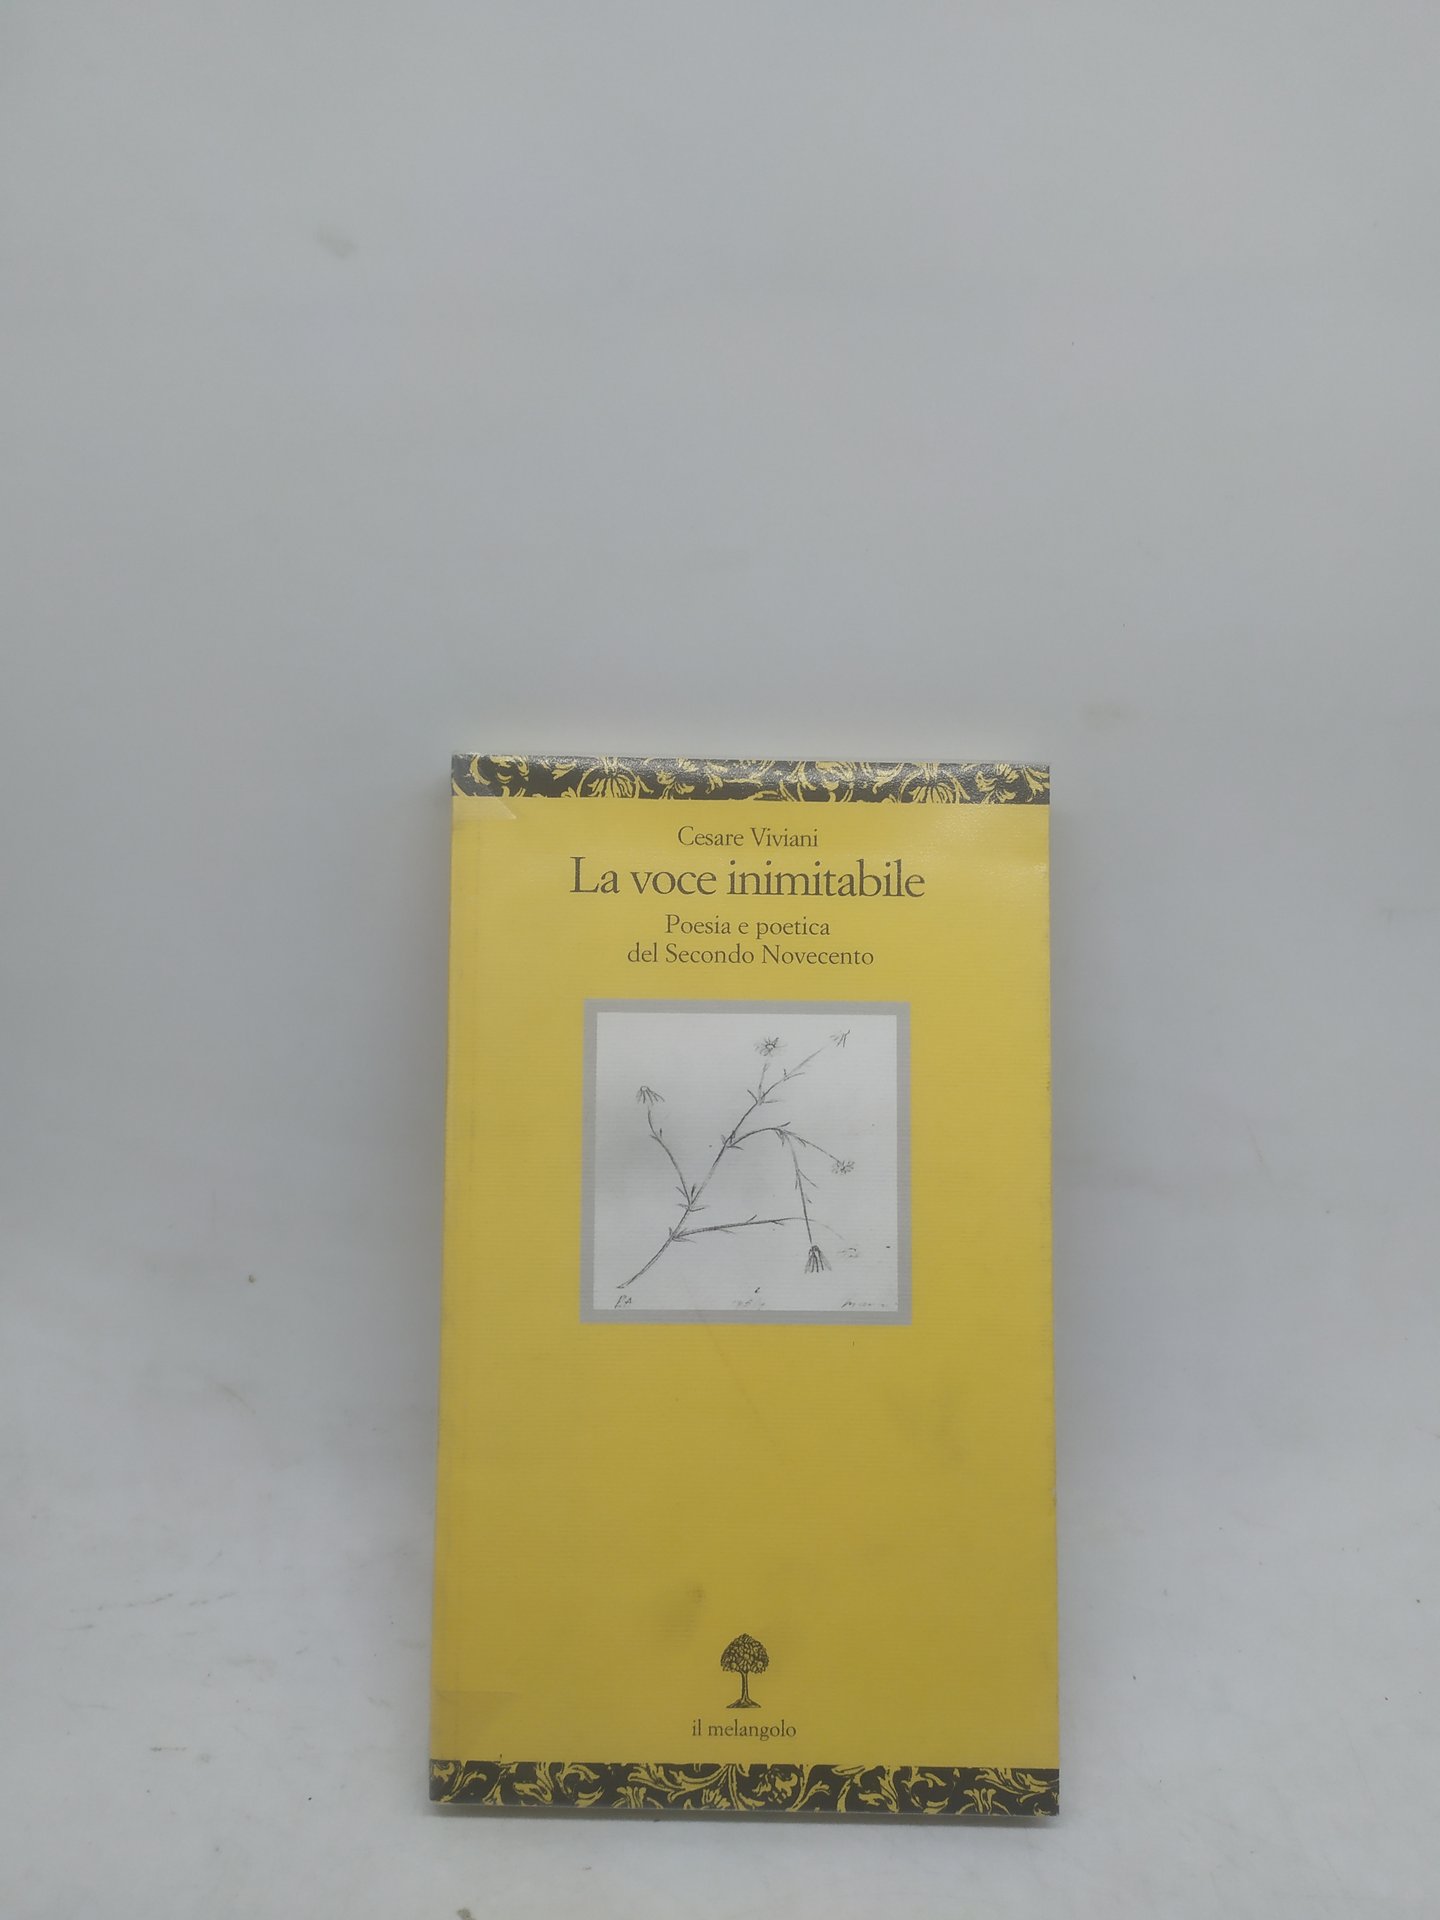 Cesare Viviani
La voce inimitabile
Poesia e poetica
del Secondo Novecento
il melangolo